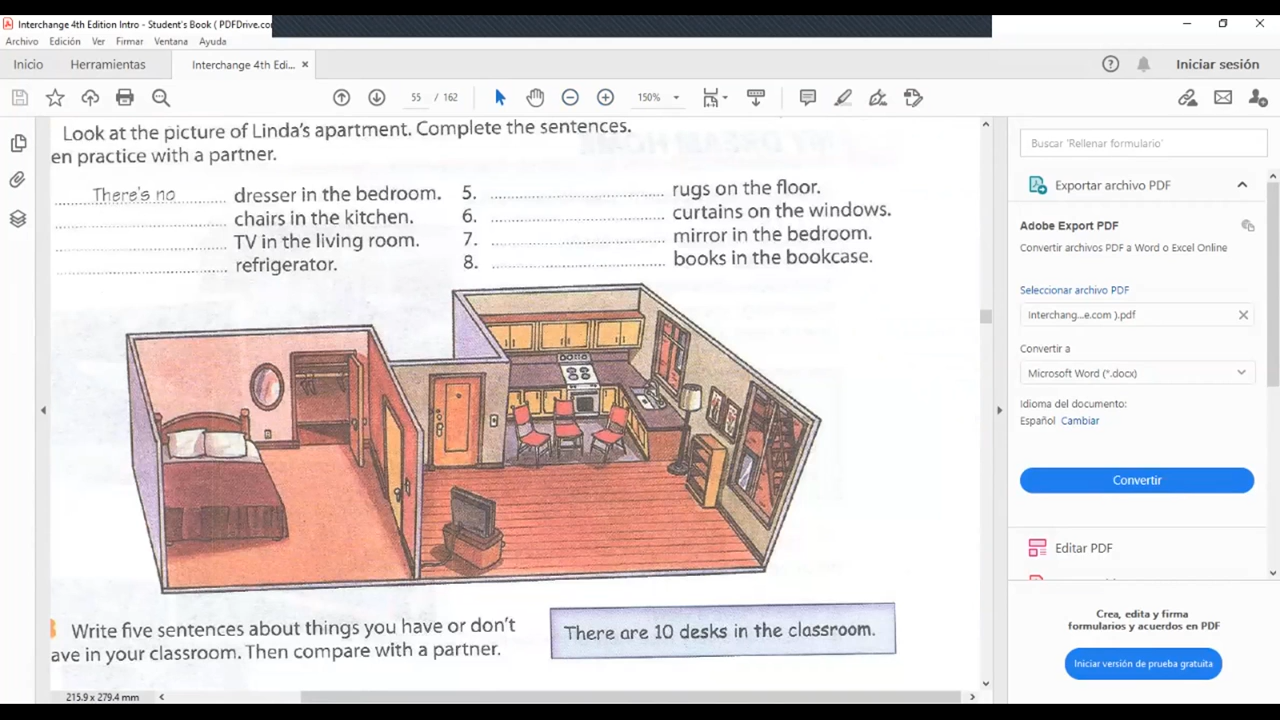 Interchange 4th Edition Intro - Student's Book ( PDFDrive.co
Archivo Edición Ver Firmar Ventana Ayuda
Inicio Herramientas Interchange 4th Edi... × Iniciar sesión
55 / 162 150%
Look at the picture of Linda's apartment. Complete the sentences.
en practice with a partner.
There's no dresser in the bedroom.
chairs in the kitchen.
TV in the living room.
refrigerator.
5. rugs on the floor.
6. curtains on the windows.
7. mirror in the bedroom.
8. books in the bookcase.
Write five sentences about things you have or don't
ave in your classroom. Then compare with a partner.
There are 10 desks in the classroom.
215.9 x 279.4 mm
Buscar 'Rellenar formulario'
Exportar archivo PDF
Adobe Export PDF
Convertir archivos PDF a Word o Excel Online
Seleccionar archivo PDF
Interchang...e.com ).pdf
Convertir a
Microsoft Word (*.docx)
Idioma del documento:
Español Cambiar
Convertir
Editar PDF
Crea, edita y firma
formularios y acuerdos en PDF
Iniciar versión de prueba gratuita